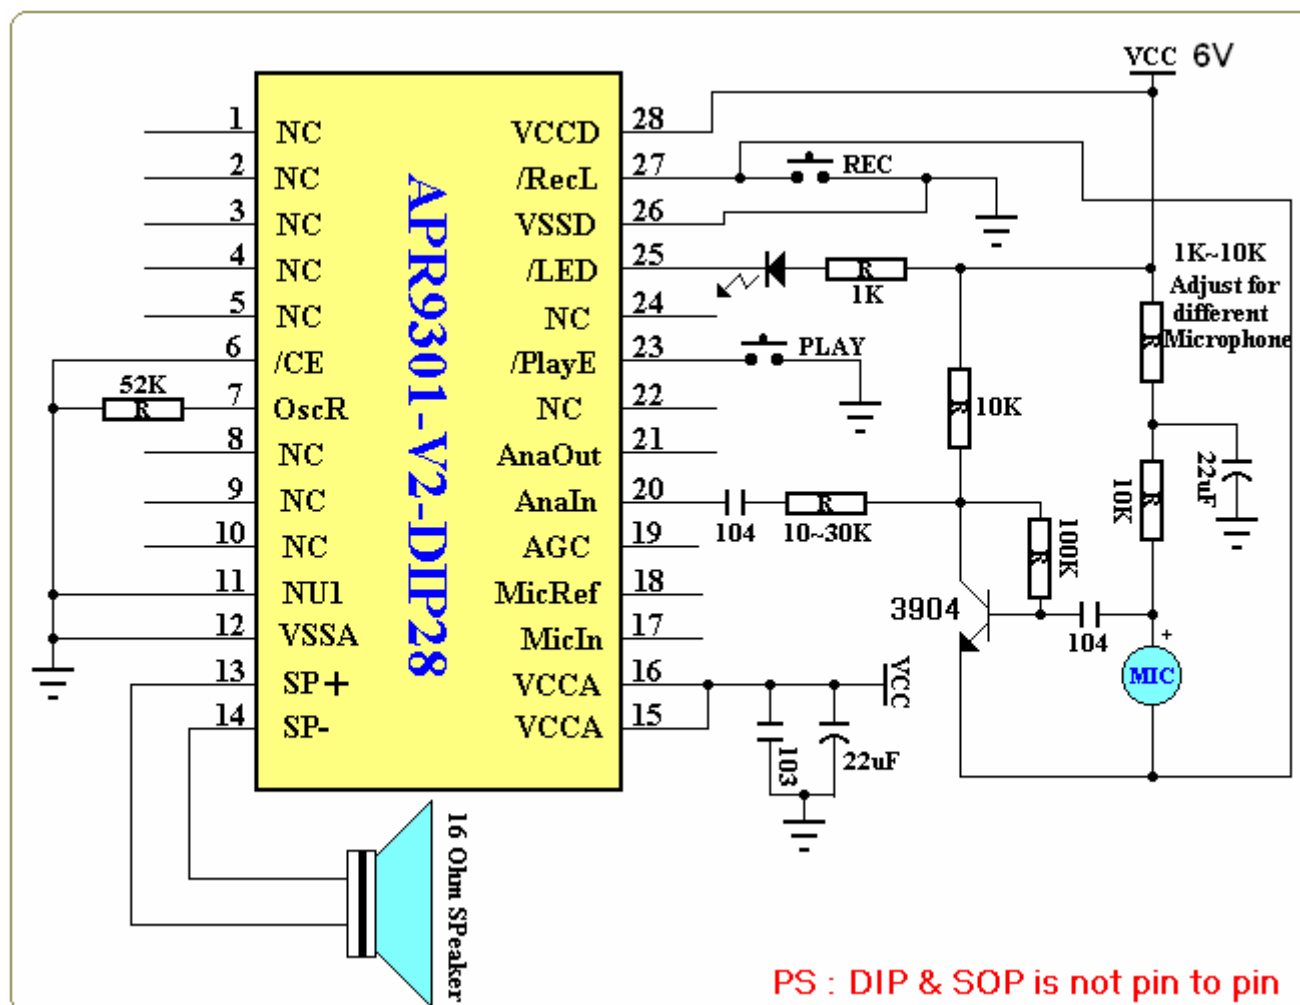 VCC 6V
1 NC VCCD 28
2 NC /RecL 27 REC
3 NC VSSD 26
4 NC /LED 25 R 1K
5 NC NC 24
6 /CE /PlayE 23 PLAY
52K R 7 OscR NC 22
8 NC AnaOut 21
9 NC AnaIn 20 104 R 10~30K
10 NC AGC 19
11 NU1 MicRef 18
12 VSSA MicIn 17
13 SP+ VCCA 16
14 SP- VCCA 15
APR9301-V2-DIP28
1K~10K
Adjust for
different
Microphone
R
R 10K
R 10K
22uF
R 100K
3904
104
+
MIC
VCC
103
22uF
16 Ohm SPeaker
PS : DIP & SOP is not pin to pin